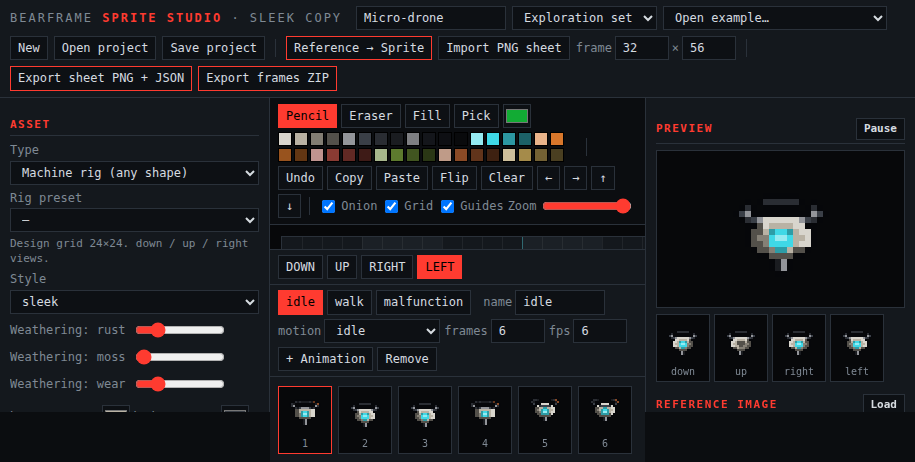 BEARFRAME SPRITE STUDIO · SLEEK COPY Micro-drone Exploration set Open example…
New Open project Save project Reference → Sprite Import PNG sheet frame 32 × 56
Export sheet PNG + JSON Export frames ZIP
ASSET
Type
Machine rig (any shape)
Rig preset
—
Design grid 24×24. down / up / right
views.
Style
sleek
Weathering: rust
Weathering: moss
Weathering: wear
Pencil Eraser Fill Pick
Undo Copy Paste Flip Clear ← → ↑
↓ Onion Grid Guides Zoom
DOWN UP RIGHT LEFT
idle walk malfunction name idle
motion idle frames 6 fps 6
+ Animation Remove
1 2 3 4 5 6
PREVIEW Pause
down up right left
REFERENCE IMAGE Load